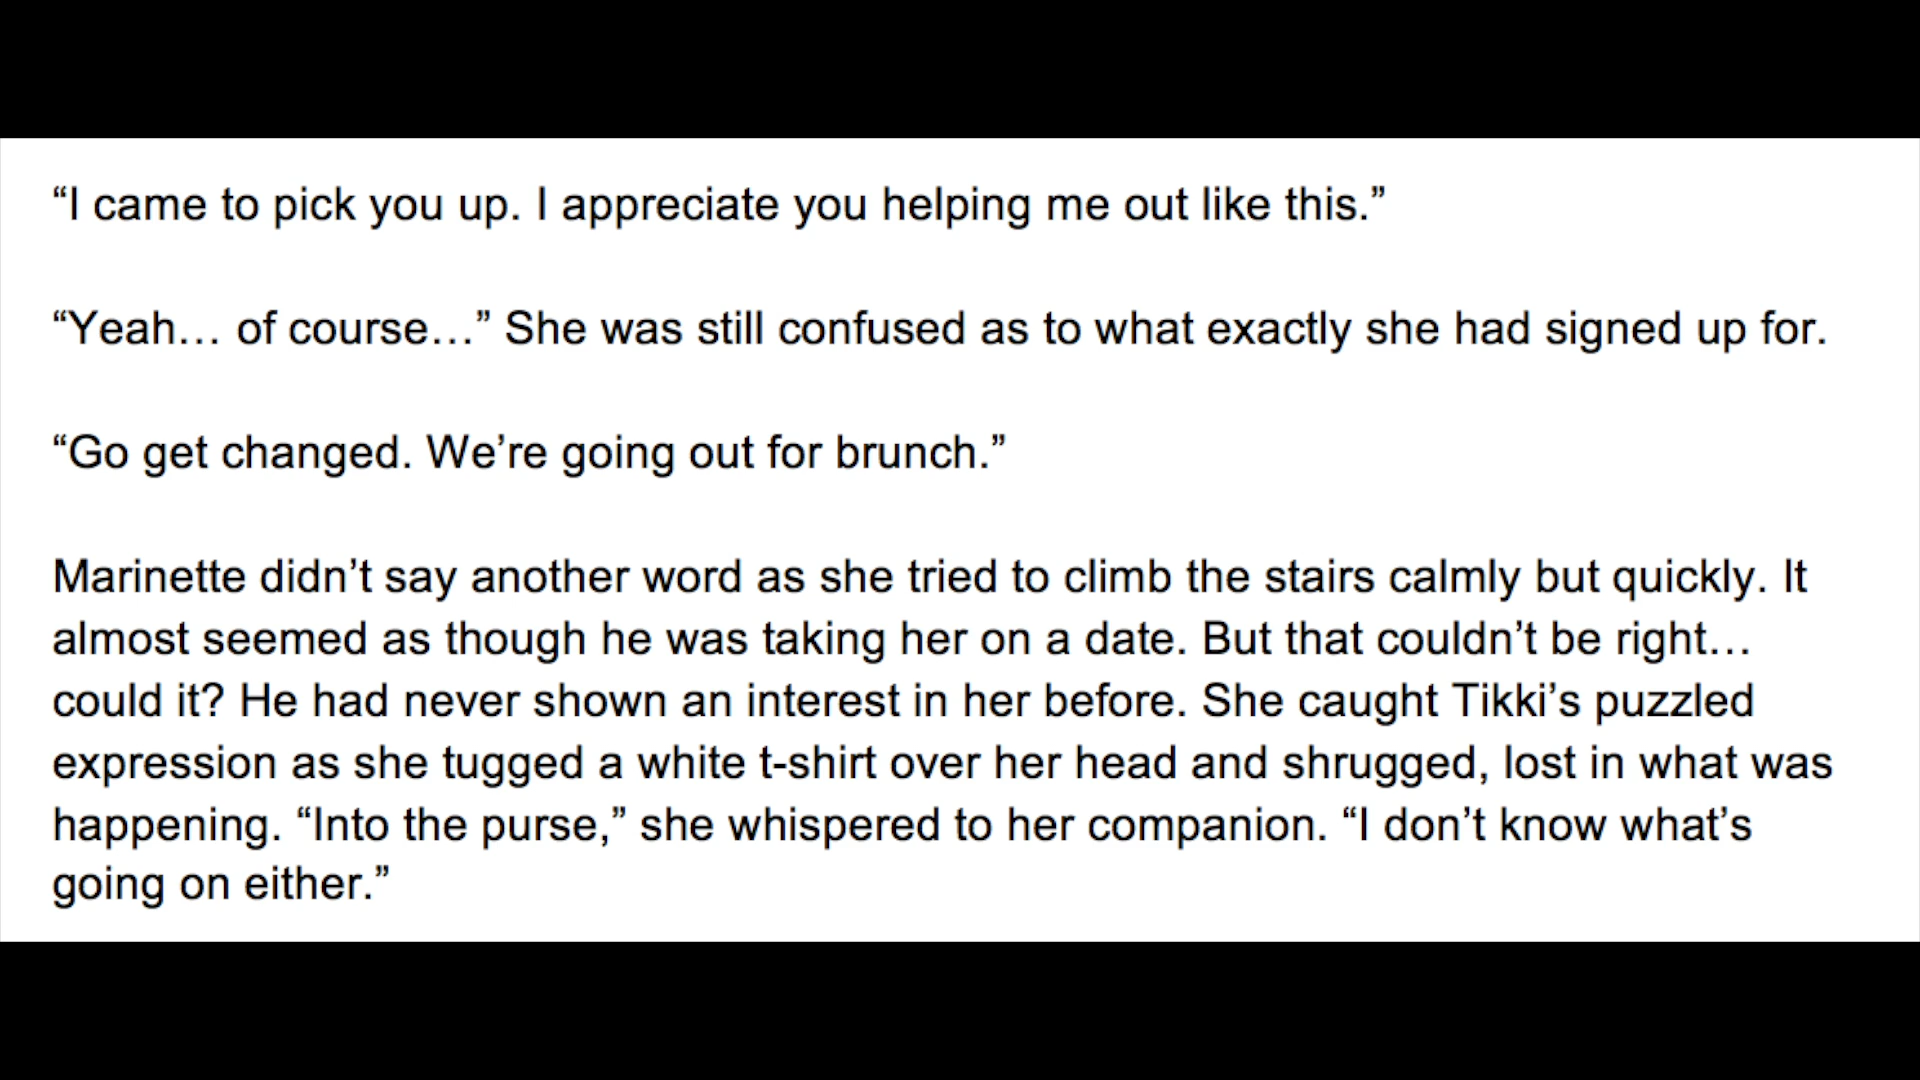 “I came to pick you up. I appreciate you helping me out like this.”
“Yeah… of course…” She was still confused as to what exactly she had signed up for.
“Go get changed. We’re going out for brunch.”
Marinette didn’t say another word as she tried to climb the stairs calmly but quickly. It
almost seemed as though he was taking her on a date. But that couldn’t be right…
could it? He had never shown an interest in her before. She caught Tikki’s puzzled
expression as she tugged a white t-shirt over her head and shrugged, lost in what was
happening. “Into the purse,” she whispered to her companion. “I don’t know what’s
going on either.”